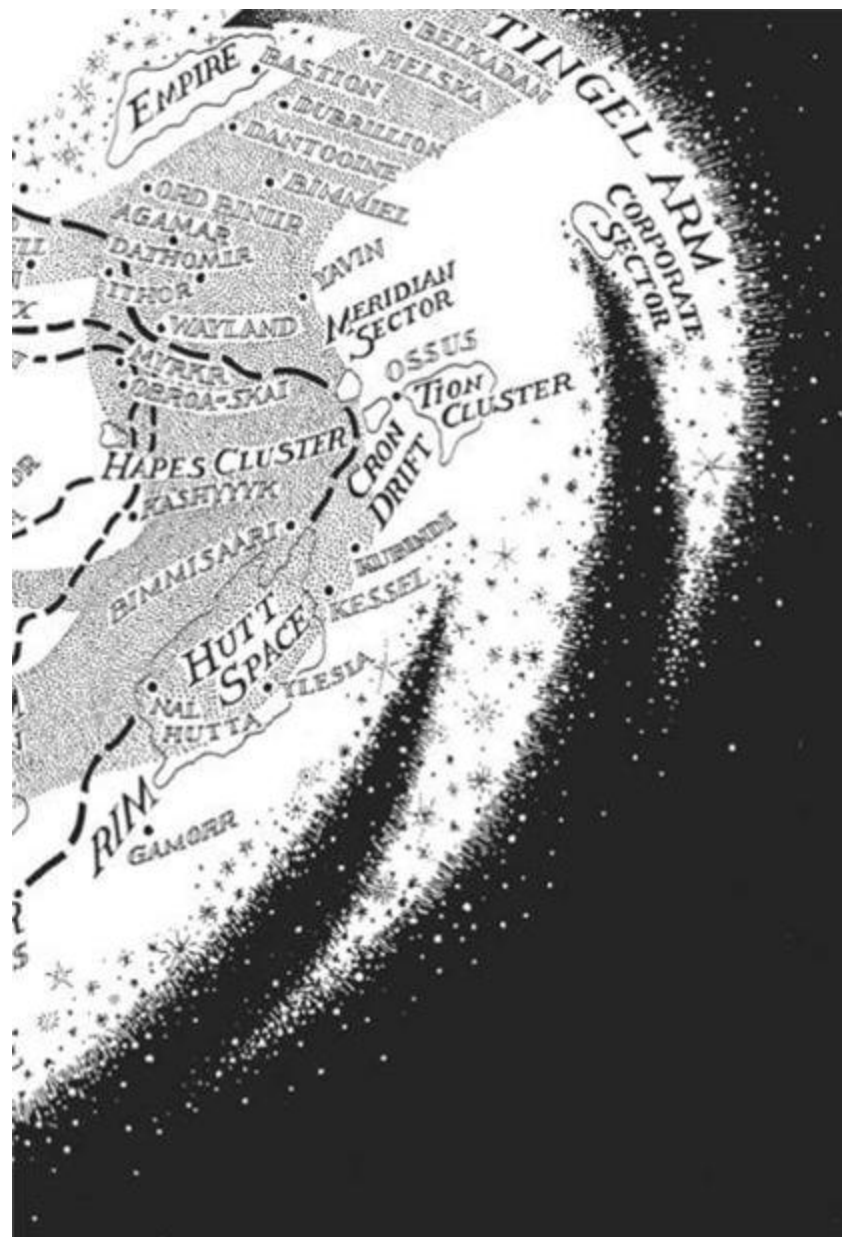 TINGEL ARM
BELKADAN
HELSKA
EMPIRE
BASTION
DUBRILLION
DANTOOINE
BIMMIEL
ORD BINIIR
AGAMAR
DATHOMIR
ITHOR
YAVIN
CORPORATE
SECTOR
MERIDIAN
SECTOR
WAYLAND
MYRKR
OBROA-SKAI
OSSUS
TION
CLUSTER
HAPES CLUSTER
CRON
DRIFT
KASHYYYK
BIMMISAARI
KUBINDI
KESSEL
HUTT
SPACE
YLESIA
NAL
HUTTA
RIM
GAMORR